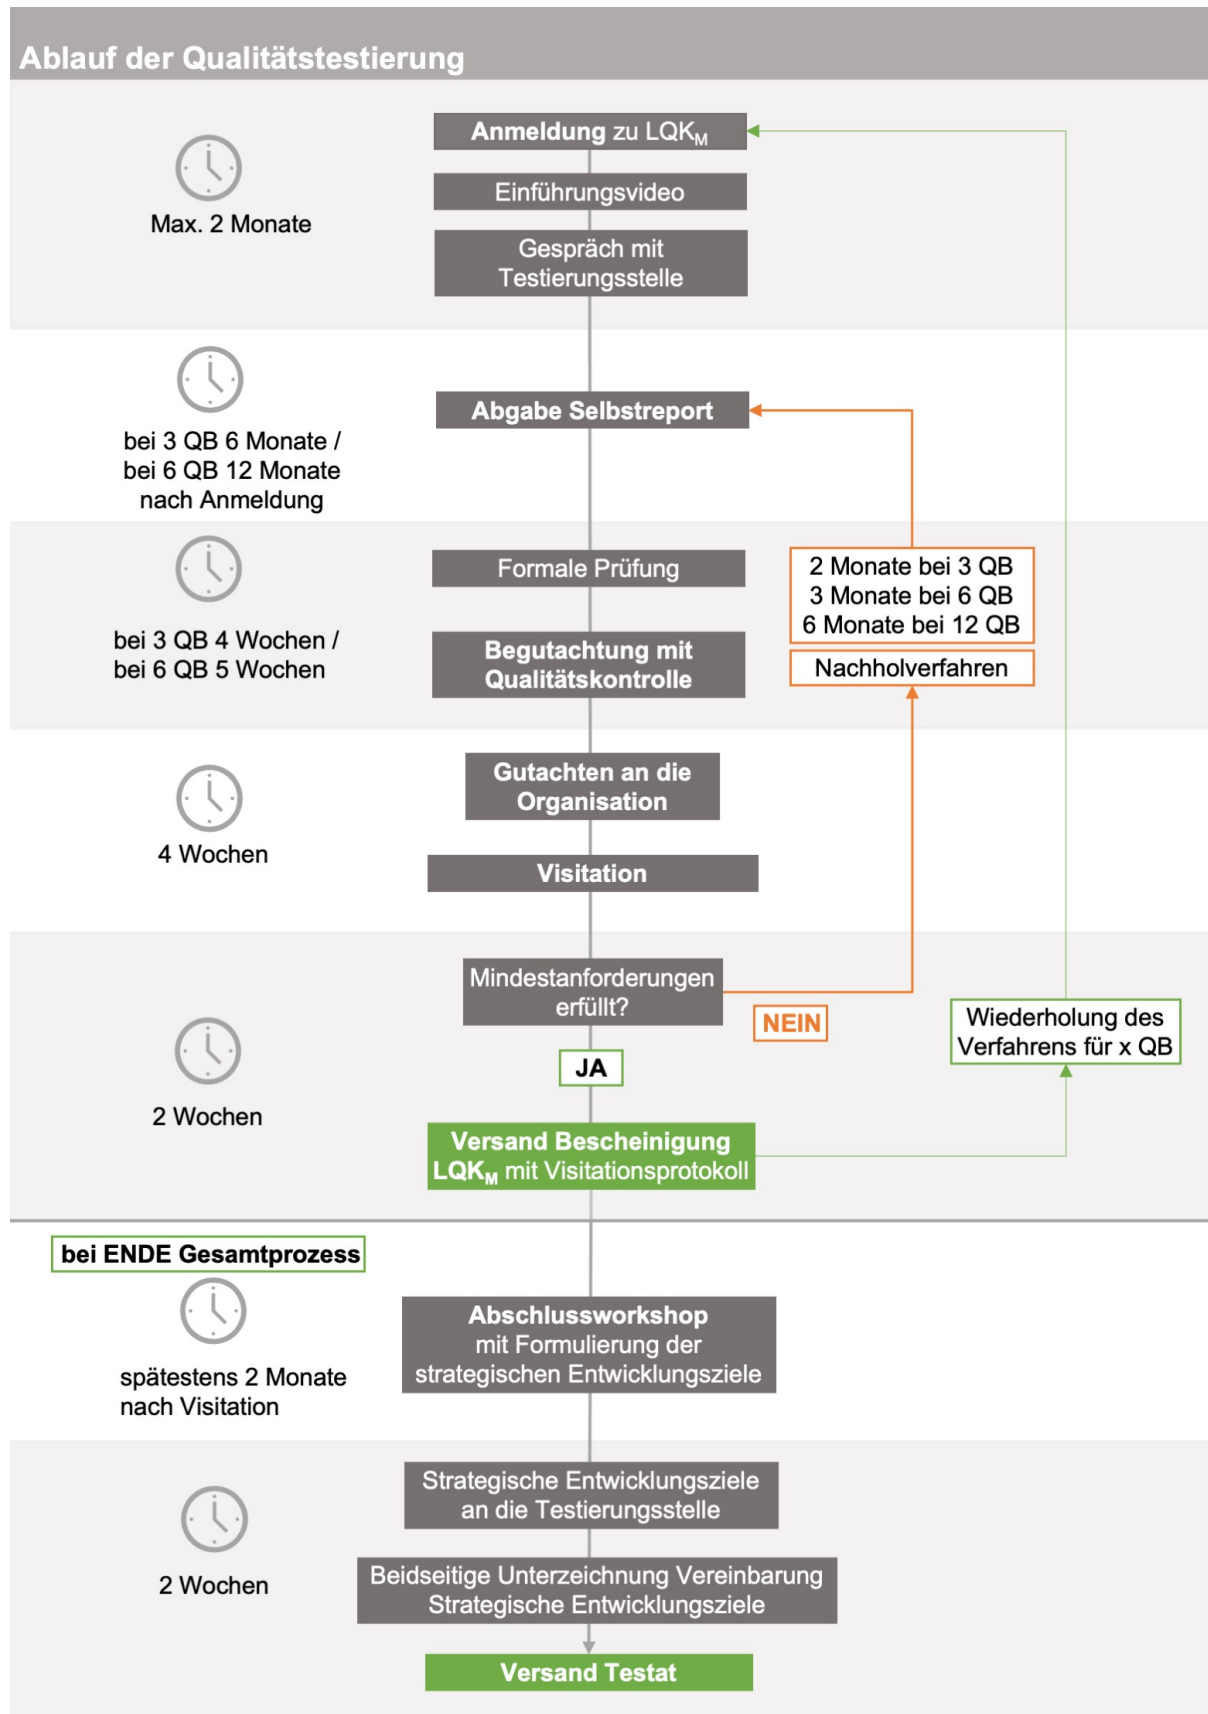 Ablauf der Qualitätstestierung
Anmeldung zu LQKM
Einführungsvideo
Max. 2 Monate
Gespräch mit
Testierungsstelle
Abgabe Selbstreport
bei 3 QB 6 Monate /
bei 6 QB 12 Monate
nach Anmeldung
Formale Prüfung
2 Monate bei 3 QB
3 Monate bei 6 QB
6 Monate bei 12 QB
bei 3 QB 4 Wochen /
bei 6 QB 5 Wochen
Begutachtung mit
Qualitätskontrolle
Nachholverfahren
Gutachten an die
Organisation
4 Wochen
Visitation
Mindestanforderungen
erfüllt?
NEIN
Wiederholung des
Verfahrens für x QB
JA
2 Wochen
Versand Bescheinigung
LQKM mit Visitationsprotokoll
bei ENDE Gesamtprozess
Abschlussworkshop
mit Formulierung der
strategischen Entwicklungsziele
spätestens 2 Monate
nach Visitation
Strategische Entwicklungsziele
an die Testierungsstelle
2 Wochen
Beidseitige Unterzeichnung Vereinbarung
Strategische Entwicklungsziele
Versand Testat